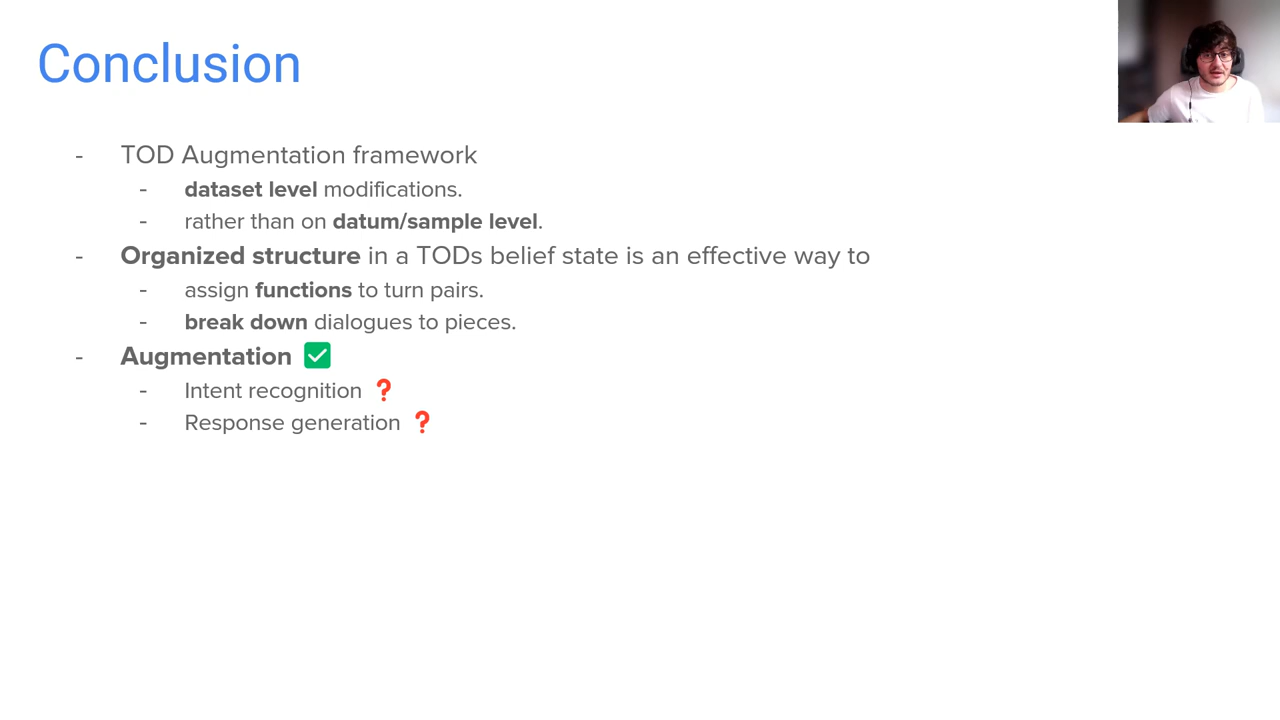 Conclusion
- TOD Augmentation framework
- dataset level modifications.
- rather than on datum/sample level.
- Organized structure in a TODs belief state is an effective way to
- assign functions to turn pairs.
- break down dialogues to pieces.
- Augmentation ✅
- Intent recognition ❓
- Response generation ❓